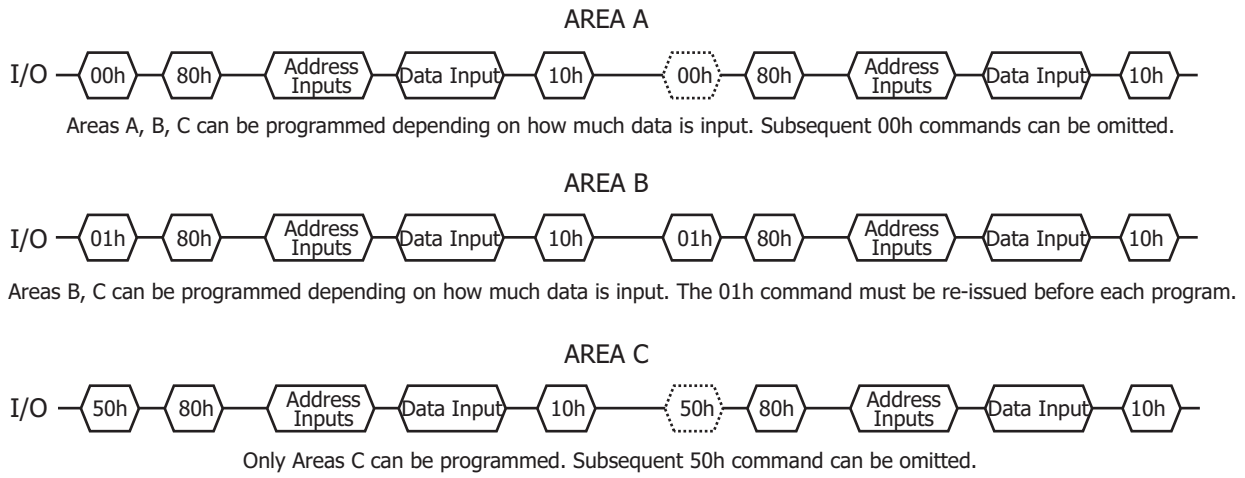 AREA A
I/O 00h 80h Address Inputs Data Input 10h 00h 80h Address Inputs Data Input 10h
Areas A, B, C can be programmed depending on how much data is input. Subsequent 00h commands can be omitted.
AREA B
I/O 01h 80h Address Inputs Data Input 10h 01h 80h Address Inputs Data Input 10h
Areas B, C can be programmed depending on how much data is input. The 01h command must be re-issued before each program.
AREA C
I/O 50h 80h Address Inputs Data Input 10h 50h 80h Address Inputs Data Input 10h
Only Areas C can be programmed. Subsequent 50h command can be omitted.